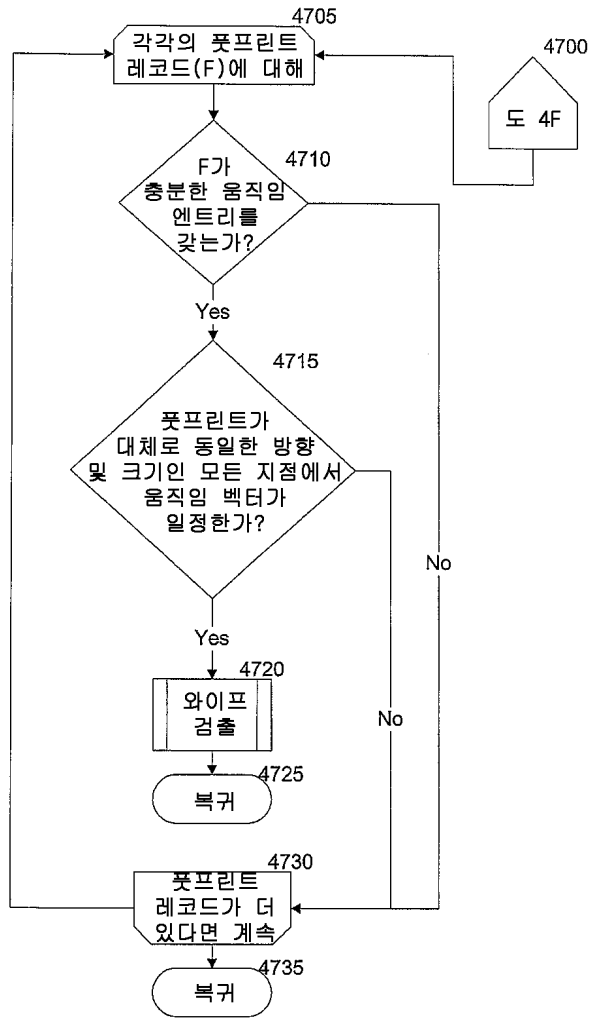 4705
각각의 풋프린트
레코드(F)에 대해
4700
도 4F
4710
F가
충분한 움직임
엔트리를
갖는가?
Yes
4715
풋프린트가
대체로 동일한 방향
및 크기인 모든 지점에서
움직임 벡터가
일정한가?
No
Yes
4720
와이프
검출
No
4725
복귀
4730
풋프린트
레코드가 더
있다면 계속
4735
복귀